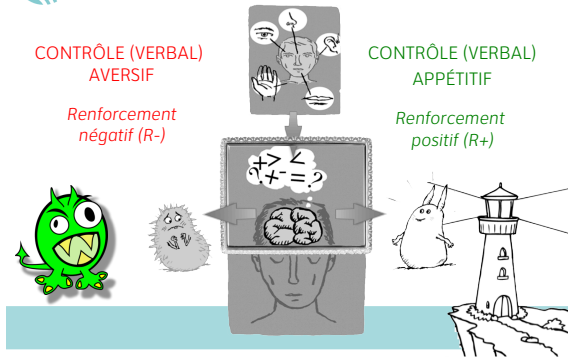 CONTRÔLE (VERBAL)
AVERSIF
Renforcement
négatif (R-)
CONTRÔLE (VERBAL)
APPÉTITIF
Renforcement
positif (R+)
+ > <
? + - = ?